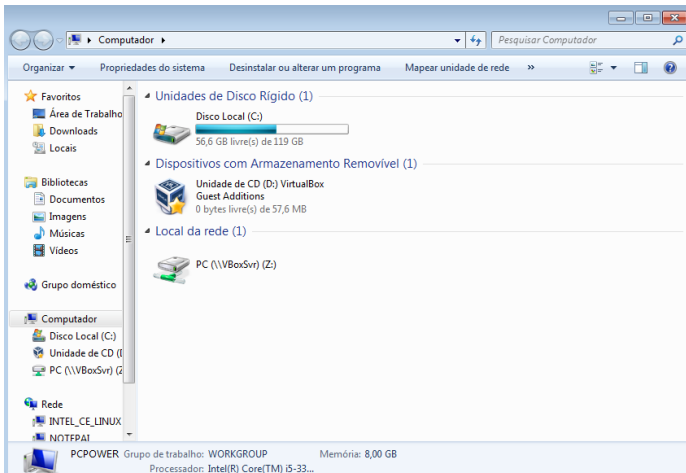 Computador
Pesquisar Computador
Organizar
Propriedades do sistema
Desinstalar ou alterar um programa
Mapear unidade de rede
»
Favoritos
Área de Trabalho
Downloads
Locais
Bibliotecas
Documentos
Imagens
Músicas
Vídeos
Grupo doméstico
Computador
Disco Local (C:)
Unidade de CD (D
PC (\\VBoxSvr) (Z
Rede
INTEL_CE_LINUX
NOTEPAI
Unidades de Disco Rígido (1)
Disco Local (C:)
56,6 GB livre(s) de 119 GB
Dispositivos com Armazenamento Removível (1)
Unidade de CD (D:) VirtualBox
Guest Additions
0 bytes livre(s) de 57,6 MB
Local da rede (1)
PC (\\VBoxSvr) (Z:)
PCPOWER Grupo de trabalho: WORKGROUP Memória: 8,00 GB
Processador: Intel(R) Core(TM) i5-33...